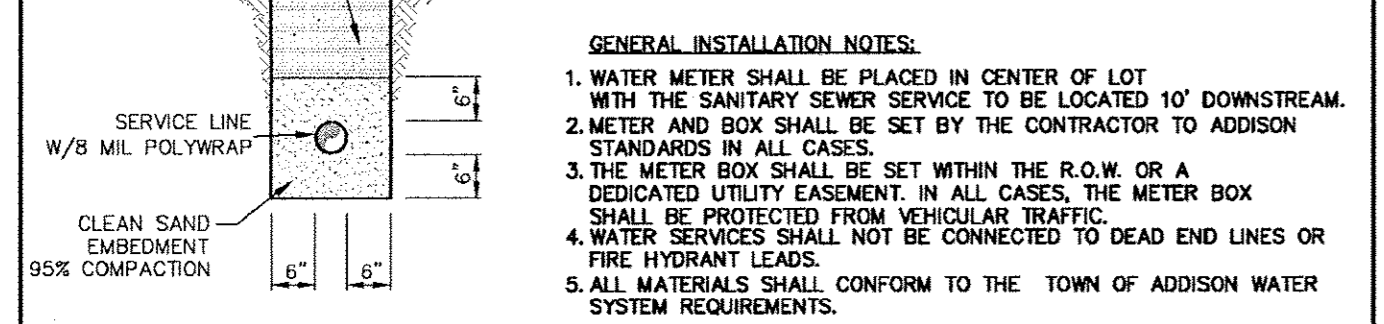 6"
SERVICE LINE
W/8 MIL POLYWRAP
6"
CLEAN SAND
EMBEDMENT
95% COMPACTION
6" 6"
GENERAL INSTALLATION NOTES:
1. WATER METER SHALL BE PLACED IN CENTER OF LOT
WITH THE SANITARY SEWER SERVICE TO BE LOCATED 10' DOWNSTREAM.
2. METER AND BOX SHALL BE SET BY THE CONTRACTOR TO ADDISON
STANDARDS IN ALL CASES.
3. THE METER BOX SHALL BE SET WITHIN THE R.O.W. OR A
DEDICATED UTILITY EASEMENT. IN ALL CASES, THE METER BOX
SHALL BE PROTECTED FROM VEHICULAR TRAFFIC.
4. WATER SERVICES SHALL NOT BE CONNECTED TO DEAD END LINES OR
FIRE HYDRANT LEADS.
5. ALL MATERIALS SHALL CONFORM TO THE TOWN OF ADDISON WATER
SYSTEM REQUIREMENTS.